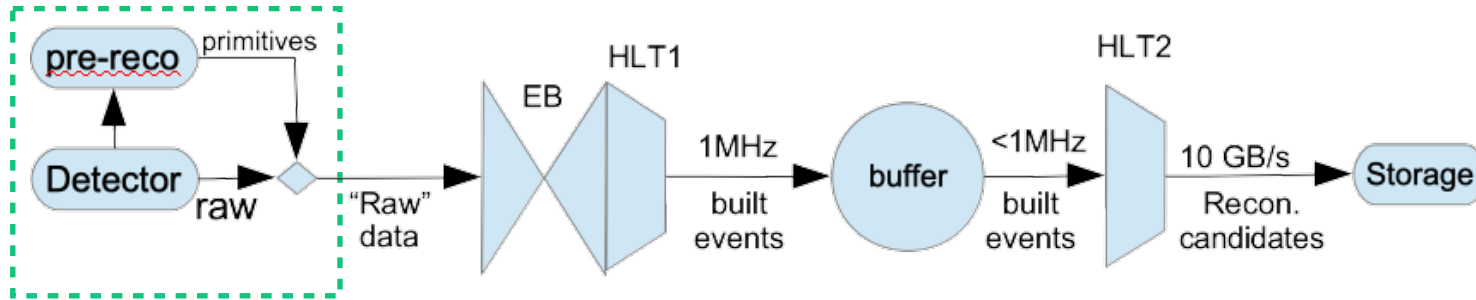 pre-reco
primitives
Detector
raw
"Raw"
data
EB
HLT1
1MHz
built
events
buffer
<1MHz
built
events
HLT2
10 GB/s
Recon.
candidates
Storage